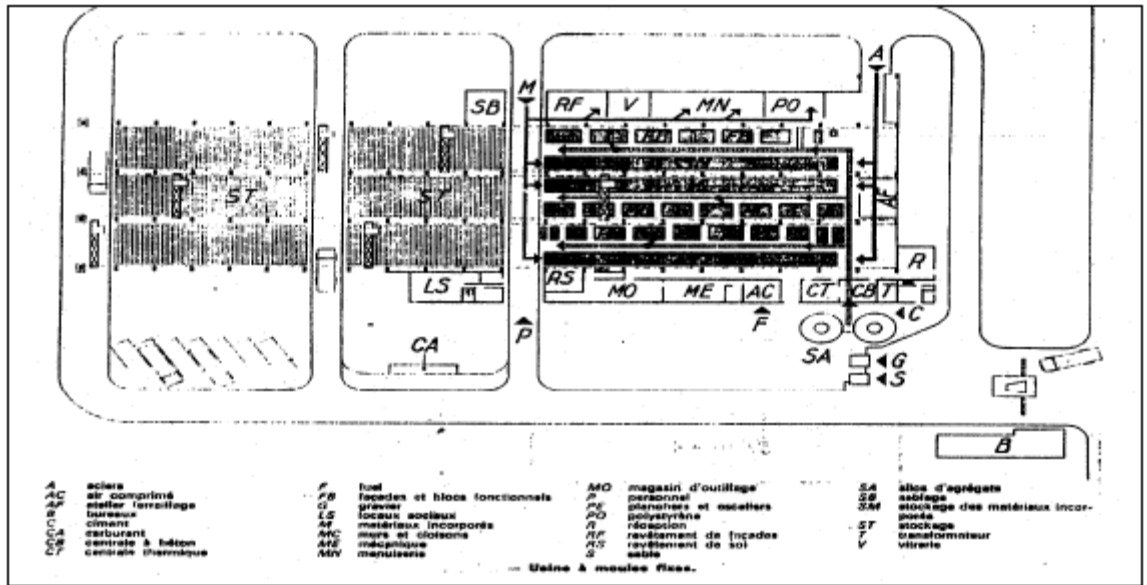 A
M
SB
RF V MN PO
FB
ST
ST
AF
R
LS
RS
MO ME AC
CT CB T
C
P
F
CA
SA
G
S
B
A aciers
AC air comprimé
AF atelier ferraillage
B bureaux
C ciment
CA carburant
CB centrale à béton
CT centrale thermique
F fuel
FB façades et blocs fonctionnels
G gravier
LS locaux sociaux
M matériaux incorporés
MC murs et cloisons
ME mécanique
MN menuiserie
MO magasin d'outillage
P personnel
PE planchers et escaliers
PO polystyrène
R réception
RF revêtement de façades
RS revêtement de sol
S sable
SA silos d'agrégats
SB sablage
SM stockage des matériaux incor-
porés
ST stockage
T transformateur
V vitrerie
— Usine à moules fixes.